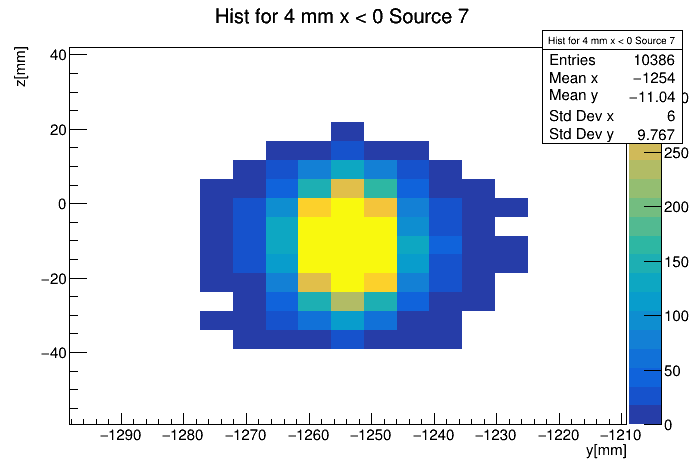 Hist for 4 mm x < 0 Source 7
Hist for 4 mm x < 0 Source 7
Entries 10386
Mean x −1254
Mean y −11.04
Std Dev x 6
Std Dev y 9.767
z[mm]
40
20
0
−20
−40
0
250
200
150
100
50
0
−1290 −1280 −1270 −1260 −1250 −1240 −1230 −1220 −1210
y[mm]